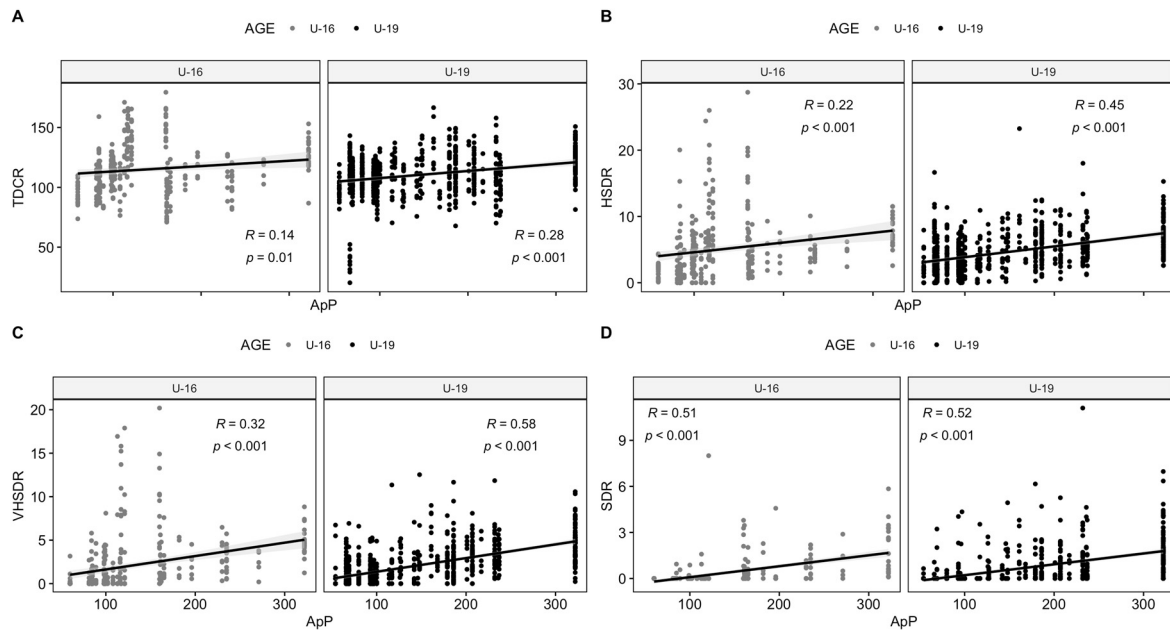 A
AGE U-16 U-19
U-16 U-19
TDCR
150
100
50
R = 0.14
p = 0.01
R = 0.28
p < 0.001
ApP
B
AGE U-16 U-19
U-16 U-19
HSDR
30
20
10
0
R = 0.22
p < 0.001
R = 0.45
p < 0.001
ApP
C
AGE U-16 U-19
U-16 U-19
VHSDR
20
15
10
5
0
R = 0.32
p < 0.001
R = 0.58
p < 0.001
100 200 300 100 200 300
ApP
D
AGE U-16 U-19
U-16 U-19
SDR
9
6
3
0
R = 0.51
p < 0.001
R = 0.52
p < 0.001
100 200 300 100 200 300
ApP